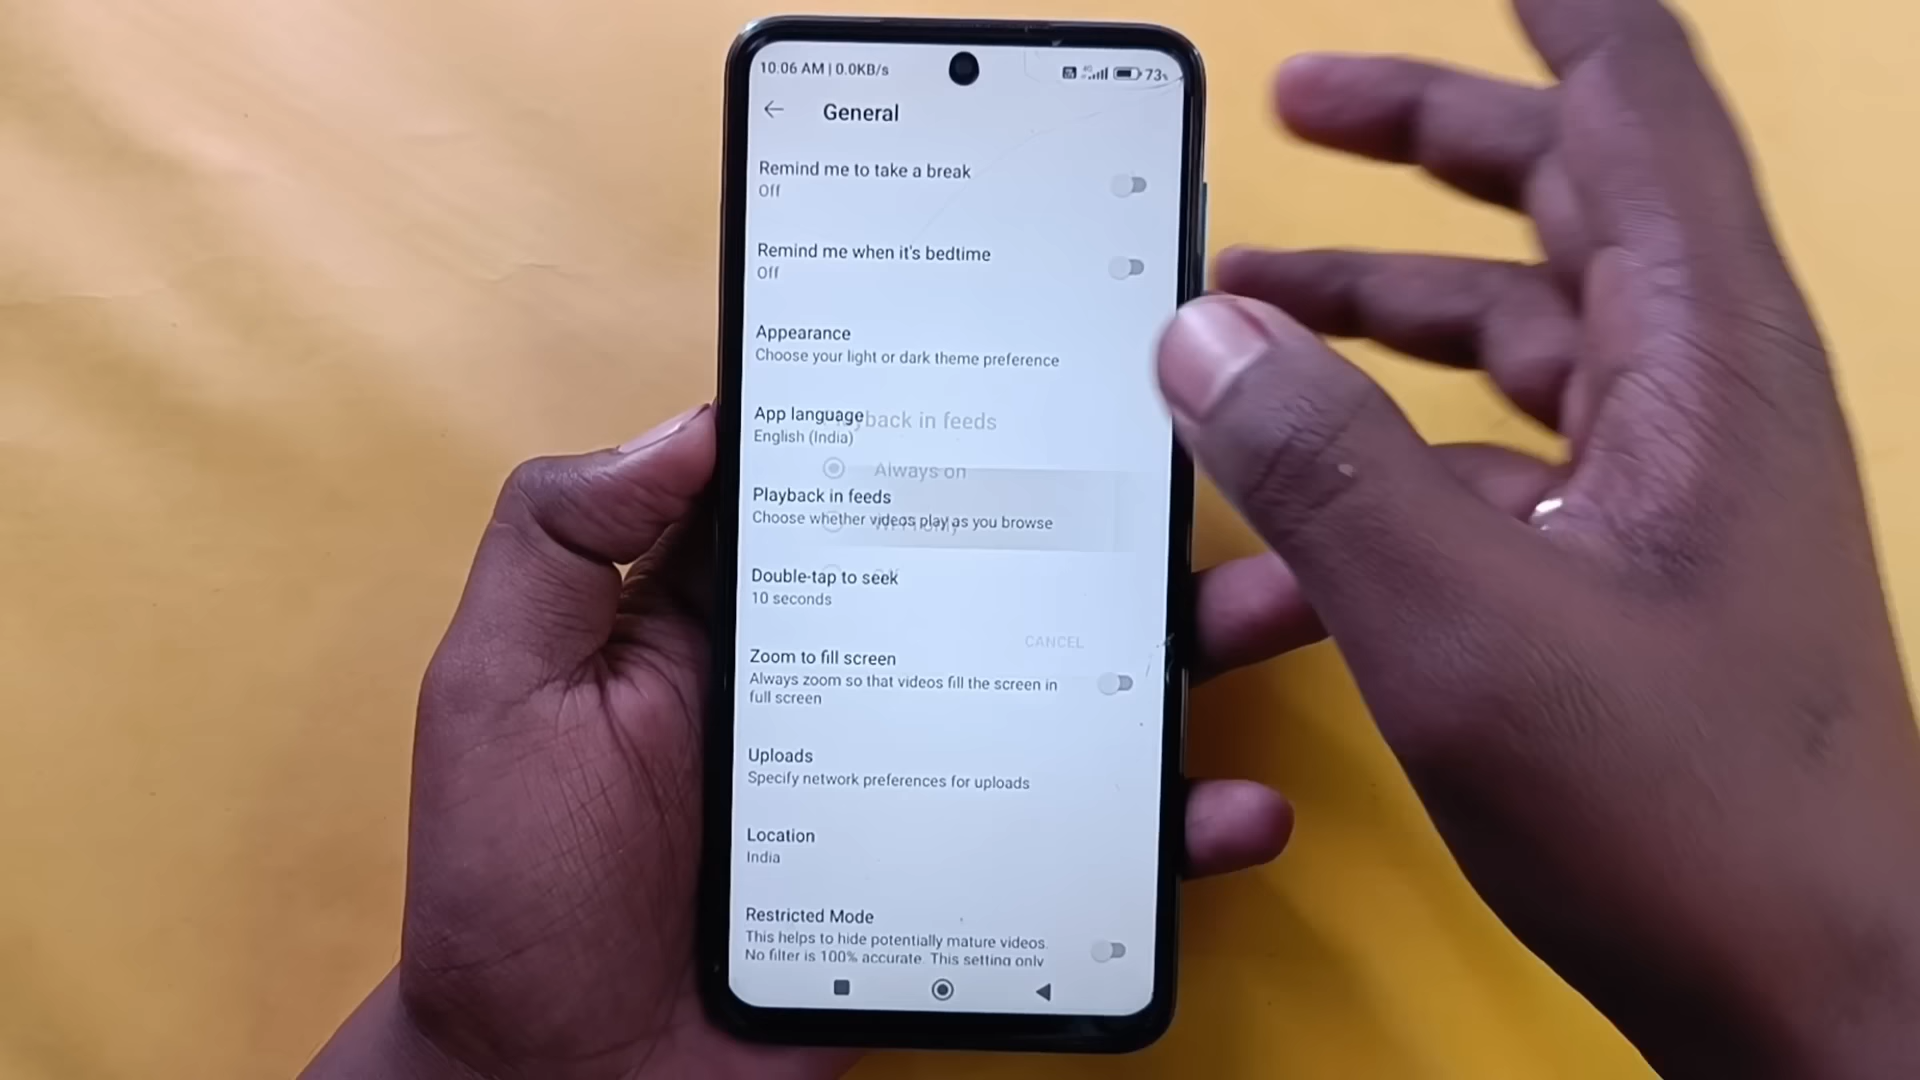 10.06 AM | 0.0KB/s
73%
General
Remind me to take a break
Off
Remind me when it's bedtime
Off
Appearance
Choose your light or dark theme preference
App language
back in feeds
English (India)
Always on
Playback in feeds
Choose whether videos play as you browse
Double-tap to seek
10 seconds
CANCEL
Zoom to fill screen
Always zoom so that videos fill the screen in
full screen
Uploads
Specify network preferences for uploads
Location
India
Restricted Mode
This helps to hide potentially mature videos.
No filter is 100% accurate. This setting only